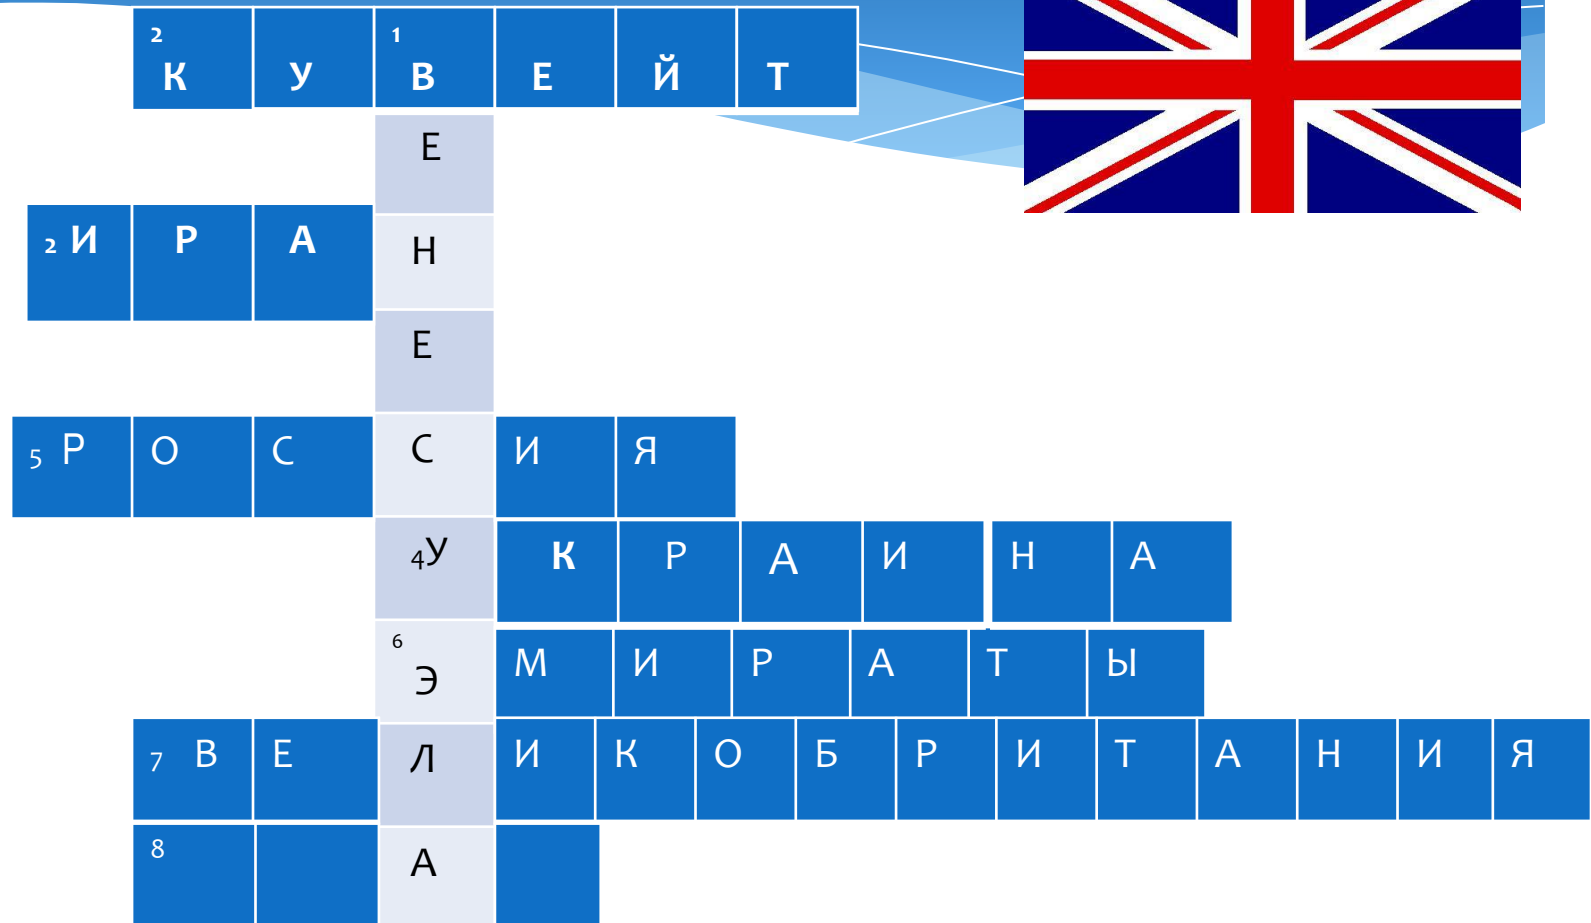 2 К У 1 В Е Й Т
Е
2 И Р А Н
Е
5 Р О С С И Я
4 У К Р А И Н А
6 Э М И Р А Т Ы
7 В Е Л И К О Б Р И Т А Н И Я
8 А